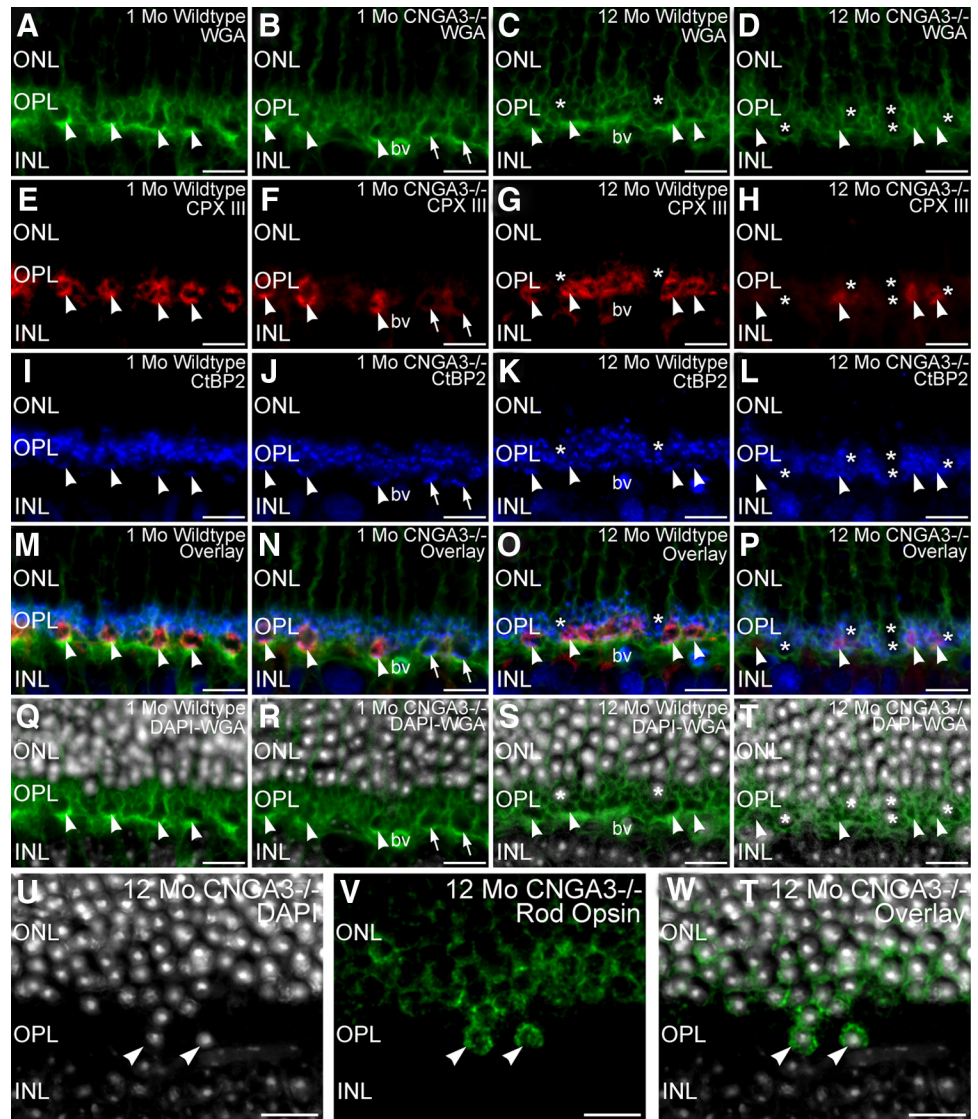 A 1 Mo Wildtype WGA
ONL
OPL
INL
B 1 Mo CNGA3-/- WGA
ONL
OPL
bv
INL
C 12 Mo Wildtype WGA
ONL
OPL * *
bv
INL
D 12 Mo CNGA3-/- WGA
ONL
OPL * * * * *
INL
E 1 Mo Wildtype CPX III
ONL
OPL
INL
F 1 Mo CNGA3-/- CPX III
ONL
OPL
bv
INL
G 12 Mo Wildtype CPX III
ONL
OPL * *
bv
INL
H 12 Mo CNGA3-/- CPX III
ONL
OPL * * * * *
INL
I 1 Mo Wildtype CtBP2
ONL
OPL
INL
J 1 Mo CNGA3-/- CtBP2
ONL
OPL
bv
INL
K 12 Mo Wildtype CtBP2
ONL
OPL * *
bv
INL
L 12 Mo CNGA3-/- CtBP2
ONL
OPL * * * * *
INL
M 1 Mo Wildtype Overlay
ONL
OPL
INL
N 1 Mo CNGA3-/- Overlay
ONL
OPL
bv
INL
O 12 Mo Wildtype Overlay
ONL
OPL * *
bv
INL
P 12 Mo CNGA3-/- Overlay
ONL
OPL * * * * *
INL
Q 1 Mo Wildtype DAPI-WGA
ONL
OPL
INL
R 1 Mo CNGA3-/- DAPI-WGA
ONL
OPL
bv
INL
S 12 Mo Wildtype DAPI-WGA
ONL
OPL * *
bv
INL
T 12 Mo CNGA3-/- DAPI-WGA
ONL
OPL * * * * *
INL
U 12 Mo CNGA3-/- DAPI
ONL
OPL
INL
V 12 Mo CNGA3-/- Rod Opsin
ONL
OPL
INL
W T 12 Mo CNGA3-/- Overlay
ONL
OPL
INL